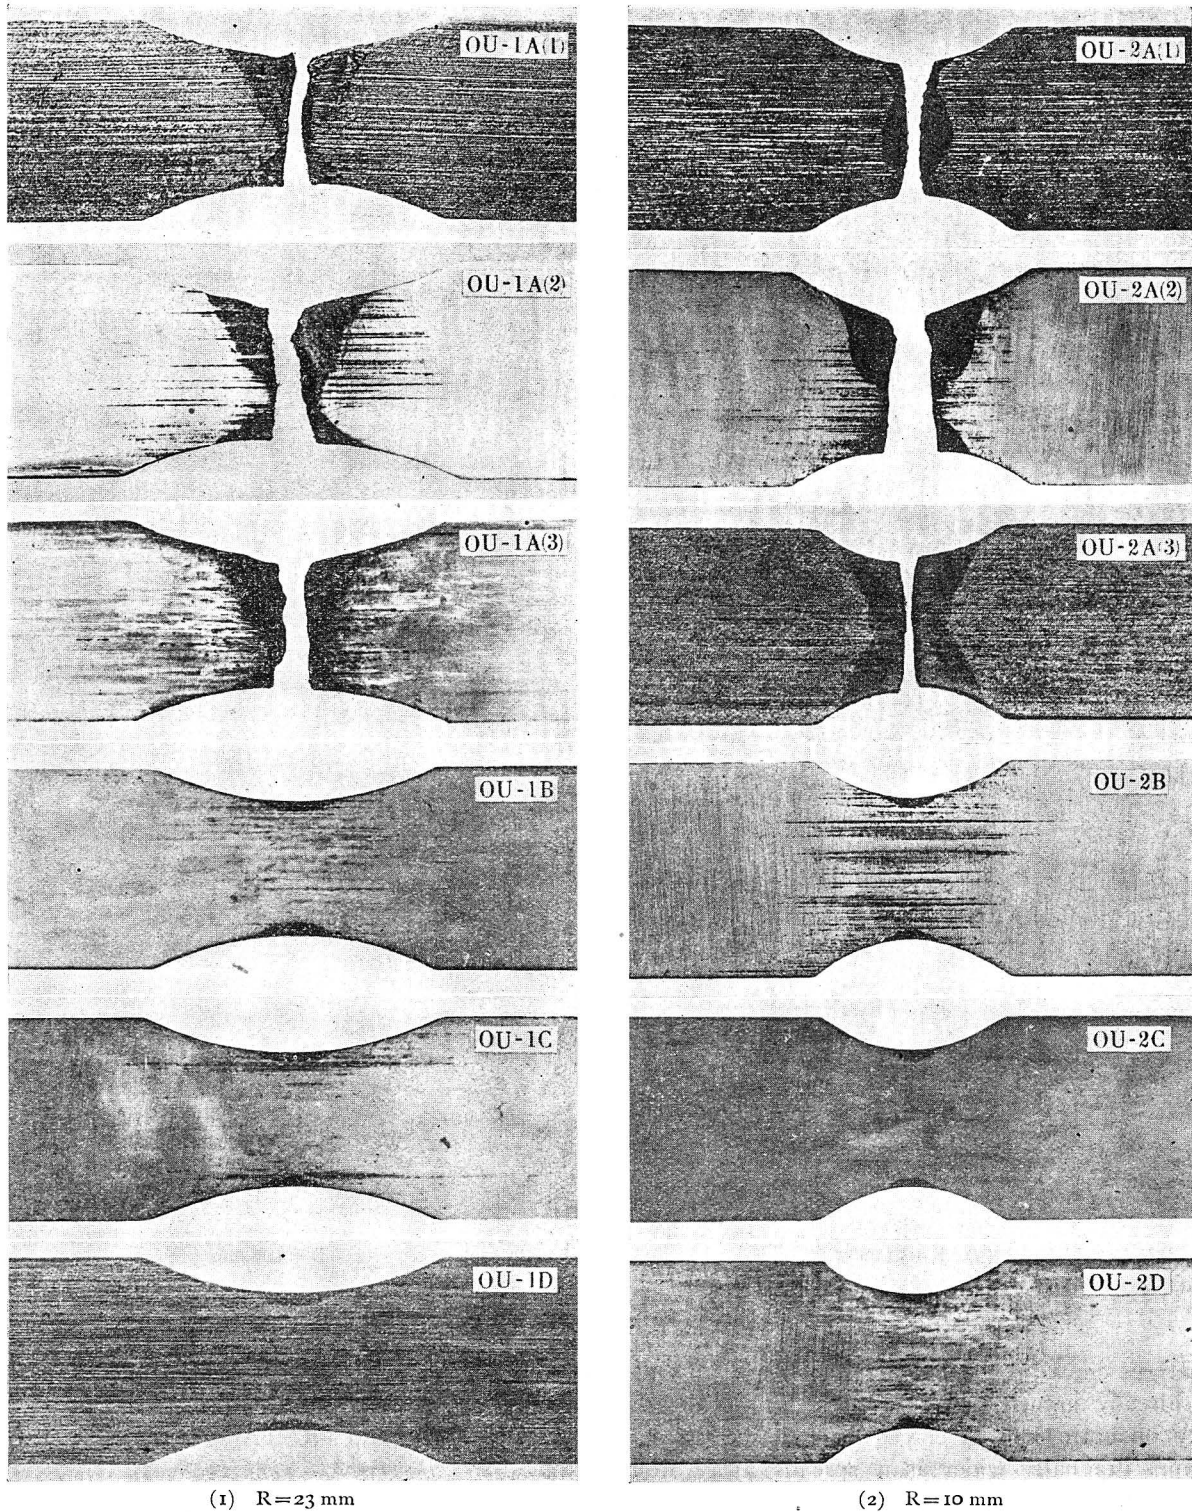 OU-1A(1)
OU-1A(2)
OU-1A(3)
OU-1B
OU-1C
OU-1D
(1) R=23 mm
OU-2A(1)
OU-2A(2)
OU-2A(3)
OU-2B
OU-2C
OU-2D
(2) R=10 mm